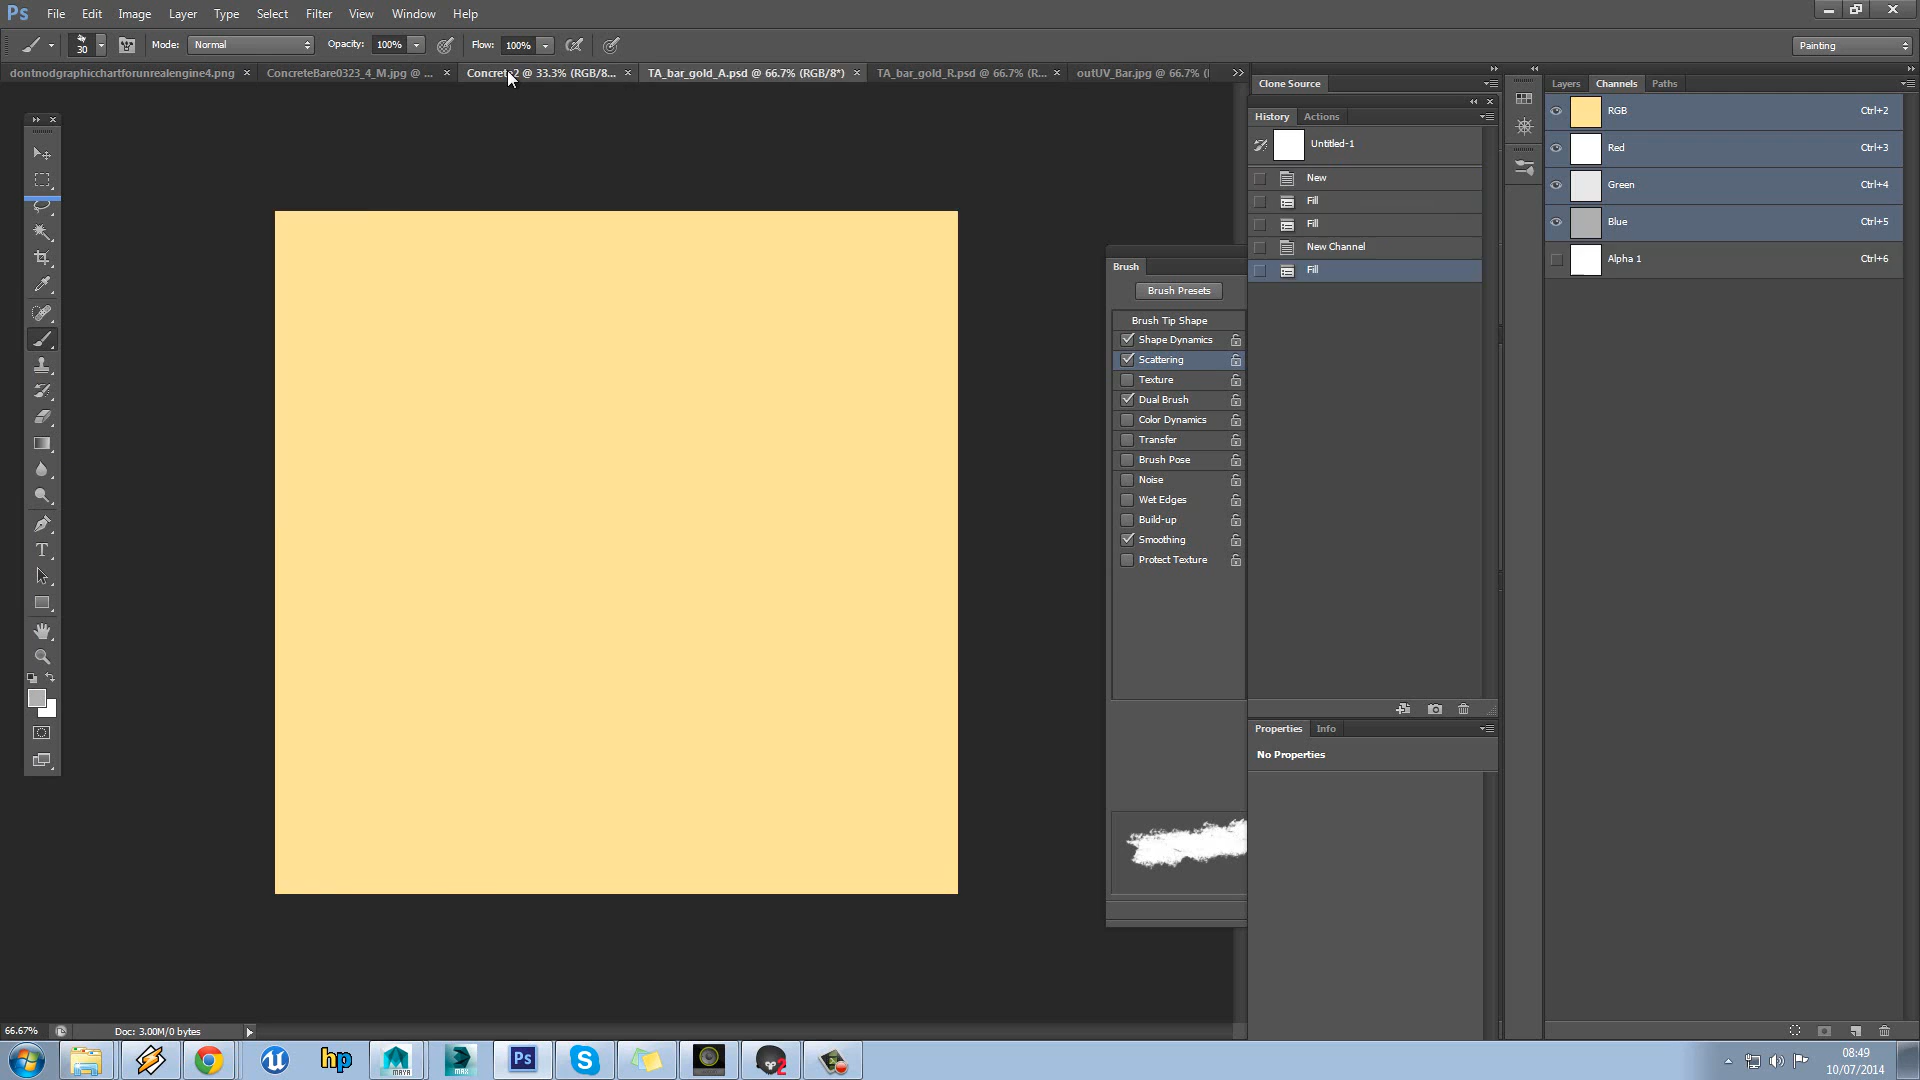 Ps File Edit Image Layer Type Select Filter View Window Help
30 Mode: Normal Opacity: 100% Flow: 100% Painting
dontnodgraphicchartforunrealengine4.png ConcreteBare0323_4_M.jpg @ ... Concrete2 @ 33.3% (RGB/8... TA_bar_gold_A.psd @ 66.7% (RGB/8*) TA_bar_gold_R.psd @ 66.7% (R... outUV_Bar.jpg @ 66.7% (
Clone Source
Layers Channels Paths
History Actions
Untitled-1
New
Fill
Fill
New Channel
Fill
RGB Ctrl+2
Red Ctrl+3
Green Ctrl+4
Blue Ctrl+5
Alpha 1 Ctrl+6
Brush
Brush Presets
Brush Tip Shape
Shape Dynamics
Scattering
Texture
Dual Brush
Color Dynamics
Transfer
Brush Pose
Noise
Wet Edges
Build-up
Smoothing
Protect Texture
Properties Info
No Properties
66.67% Doc: 3.00M/0 bytes
hp MAYA MAX Ps 2
08:49
10/07/2014